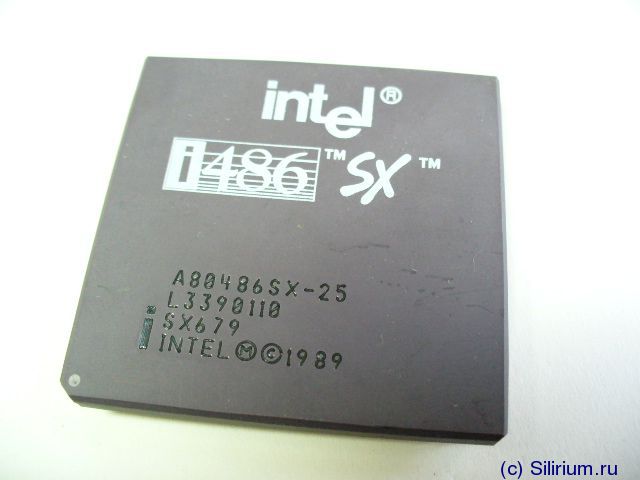 intel®
i486™ SX™
A80486SX-25
L3390110
SX679
i INTEL Ⓜ©1989
(c) Silirium.ru